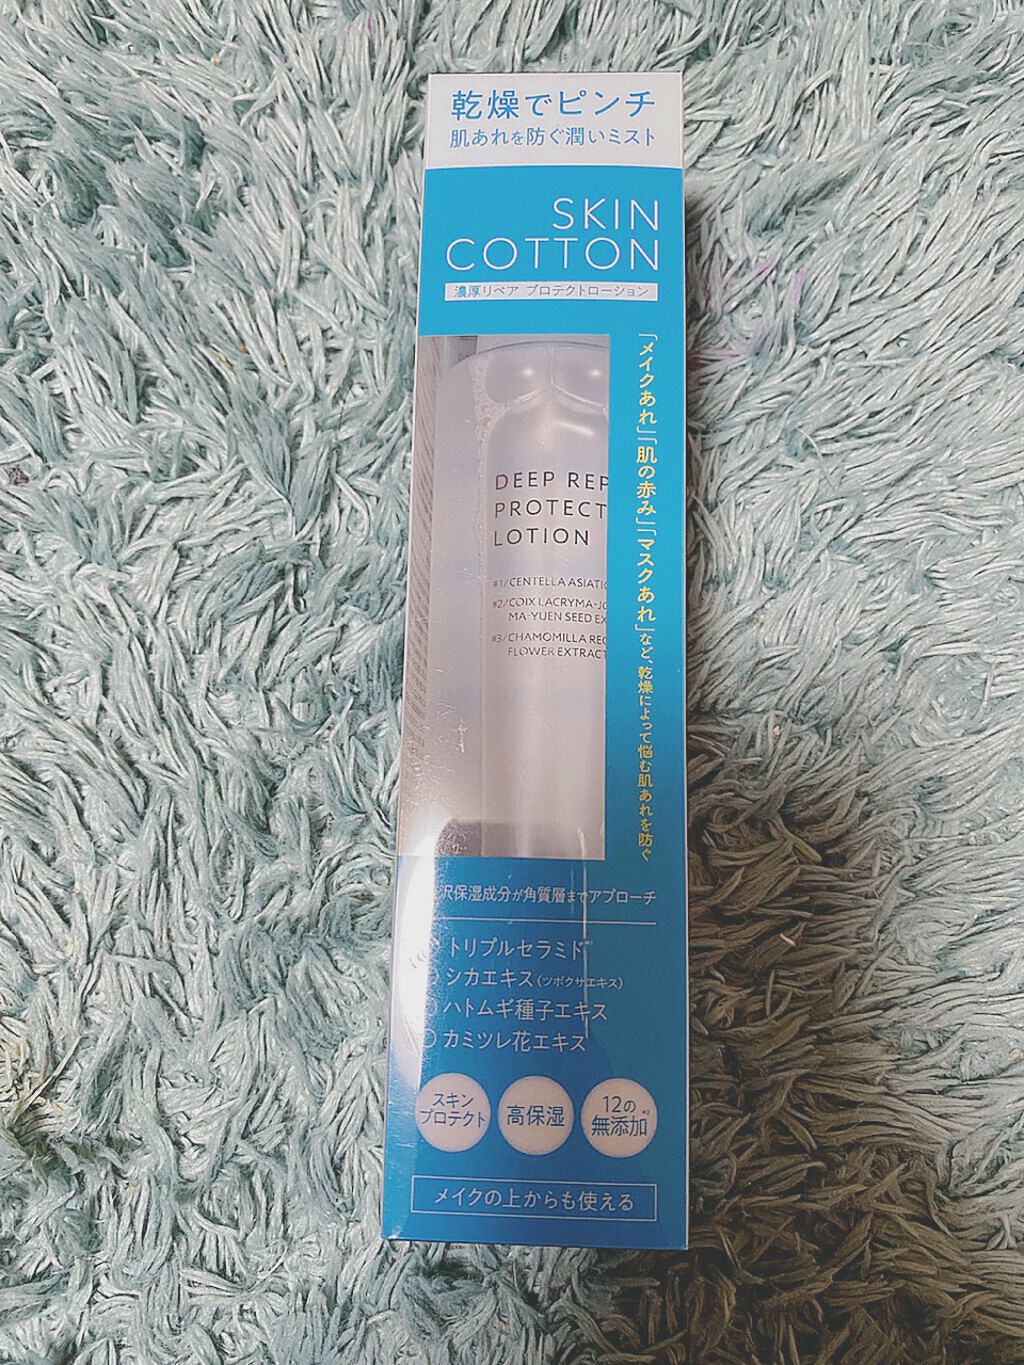 乾燥でピンチ
肌あれを防ぐ潤いミスト
SKIN
COTTON
濃厚リペア プロテクトローション
「メイクあれ」「肌の赤み」「マスクあれ」など、乾燥によって悩む肌あれを防ぐ
DEEP REP
PROTECT
LOTION
#1/CENTELLA ASIATIC
#2/COIX LACRYMA-JO
MA-YUEN SEED EX
#3/CHAMOMILLA REC
FLOWER EXTRACT
沢保湿成分が角質層までアプローチ
トリプルセラミド
シカエキス(ツボクサエキス)
ハトムギ種子エキス
カミツレ花エキス
スキン
プロテクト
高保湿
12の
無添加
メイクの上からも使える